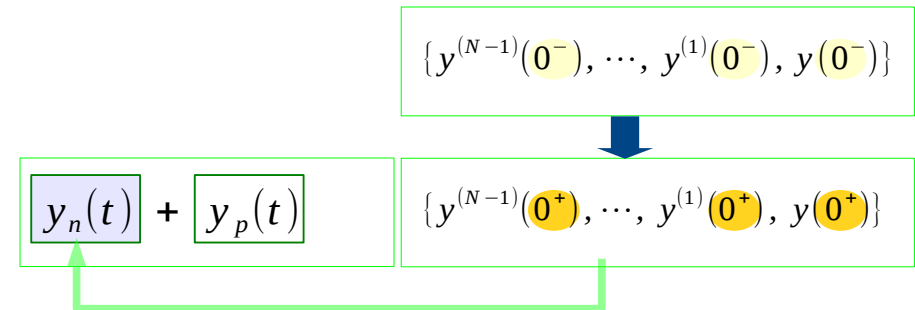 {y^(N−1)(0^−), ⋯, y^(1)(0^−), y(0^−)}
y_n(t) + y_p(t)
{y^(N−1)(0^+), ⋯, y^(1)(0^+), y(0^+)}